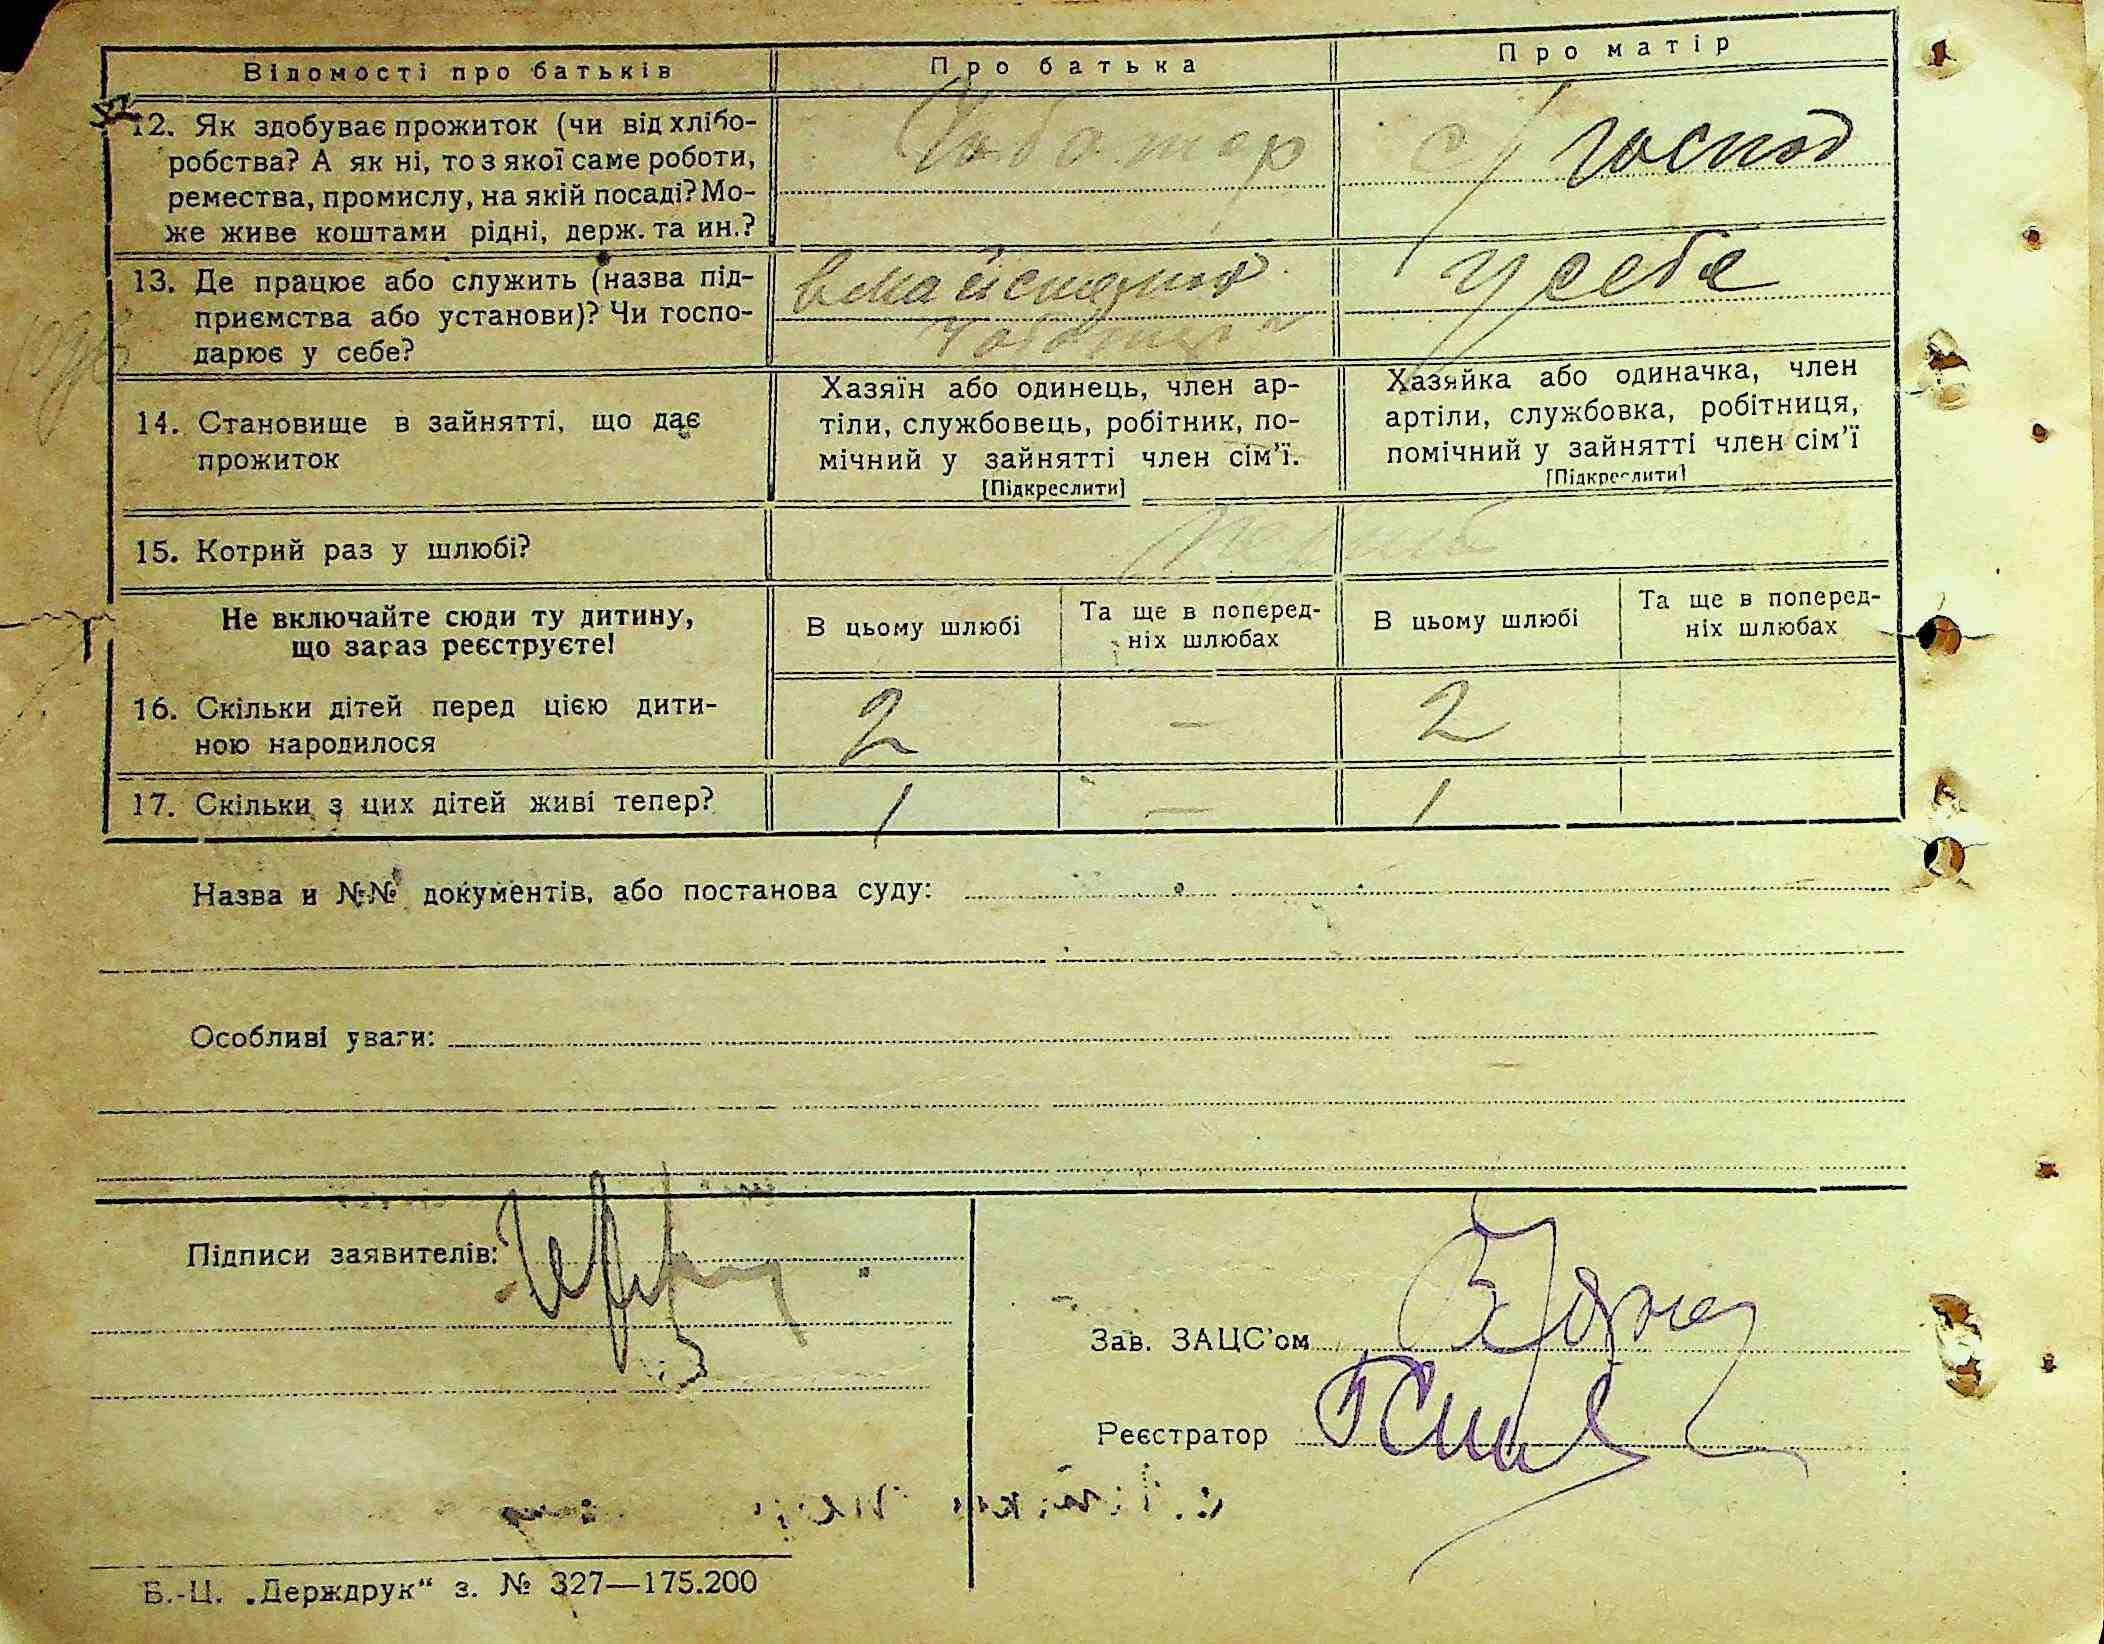 Відомості про батьків
Про батька
Про матір
12. Як здобуває прожиток (чи від хлібо-
робства? А як ні, то з якої саме роботи,
ремества, промислу, на якій посаді? Мо-
же живе коштами рідні, держ. та ин.?
Чоботар
с/господ
13. Де працює або служить (назва під-
приємства або установи)? Чи госпо-
дарює у себе?
в майстерні
у себе
14. Становище в зайнятті, що дає
прожиток
Хазяїн або одинець, член ар-
тіли, службовець, робітник, по-
мічний у зайнятті член сім’ї.
[Підкреслити]
Хазяйка або одиначка, член
артіли, службовка, робітниця,
помічний у зайнятті член сім’ї
[Підкреслити]
15. Котрий раз у шлюбі?
Перший
Не включайте сюди ту дитину,
що зараз реєструєте!
В цьому шлюбі
Та ще в поперед-
ніх шлюбах
В цьому шлюбі
Та ще в поперед-
ніх шлюбах
16. Скільки дітей перед цією дити-
ною народилося
2 — 2
17. Скільки з цих дітей живі тепер?
1 — 1
Назва и №№ документів, або постанова суду:
Особливі уваги:
Підписи заявителів:
Зав. ЗАЦС’ом
Реєстратор
Б.-Ц. „Держдрук“ з. № 327—175.200